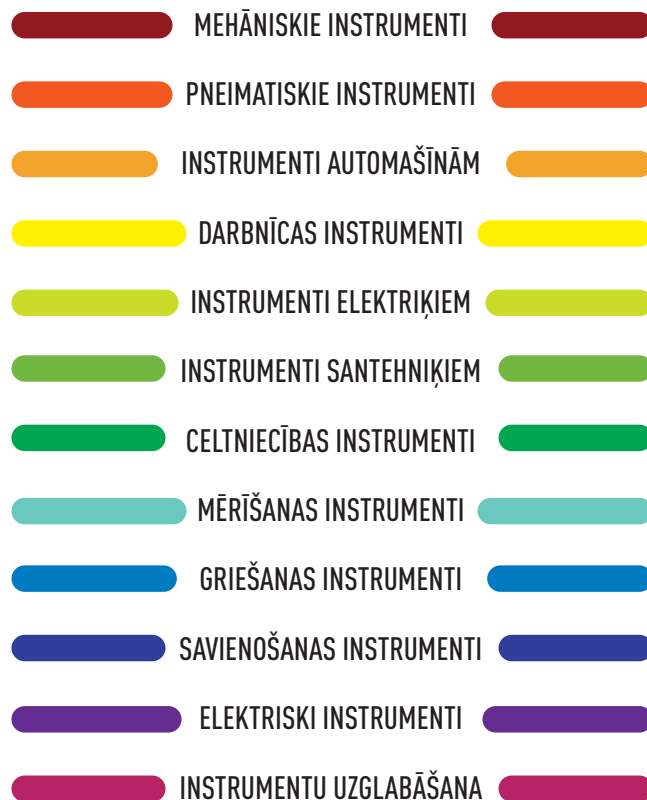 MEHĀNISKIE INSTRUMENTI
PNEIMATISKIE INSTRUMENTI
INSTRUMENTI AUTOMAŠĪNĀM
DARBNĪCAS INSTRUMENTI
INSTRUMENTI ELEKTRIĶIEM
INSTRUMENTI SANTEHNIĶIEM
CELTNIECĪBAS INSTRUMENTI
MĒRĪŠANAS INSTRUMENTI
GRIEŠANAS INSTRUMENTI
SAVIENOŠANAS INSTRUMENTI
ELEKTRISKI INSTRUMENTI
INSTRUMENTU UZGLABĀŠANA